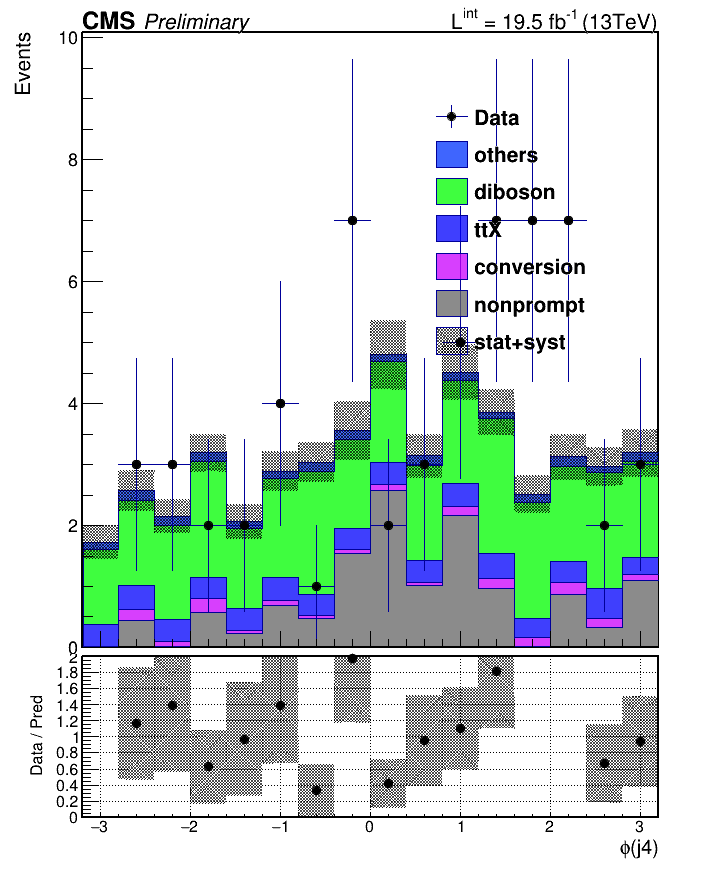 CMS Preliminary L^int = 19.5 fb^-1 (13TeV)
Events
10
8
6
4
2
0
Data
others
diboson
ttX
conversion
nonprompt
stat+syst
Data / Pred
2
1.8
1.6
1.4
1.2
1
0.8
0.6
0.4
0.2
0
−3 −2 −1 0 1 2 3
ϕ(j4)